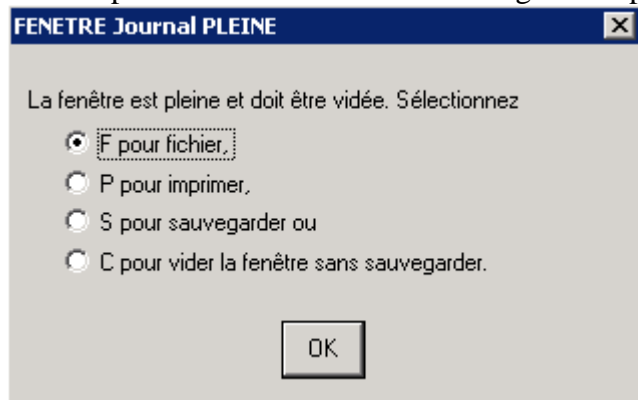 FENETRE Journal PLEINE
La fenêtre est pleine et doit être vidée. Sélectionnez
F pour fichier,
P pour imprimer,
S pour sauvegarder ou
C pour vider la fenêtre sans sauvegarder.
OK